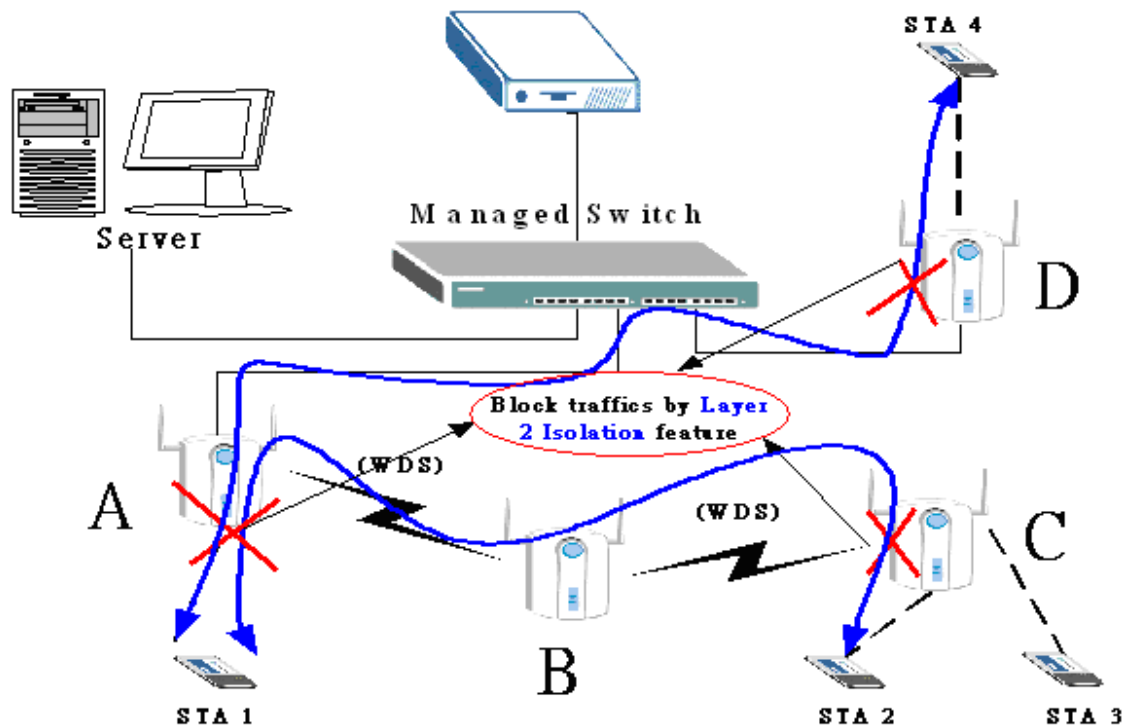 STA 4
Managed Switch
Server
D
Block traffics by Layer
2 Isolation feature
(WDS)
A
(WDS)
C
B
STA 1
STA 2
STA 3